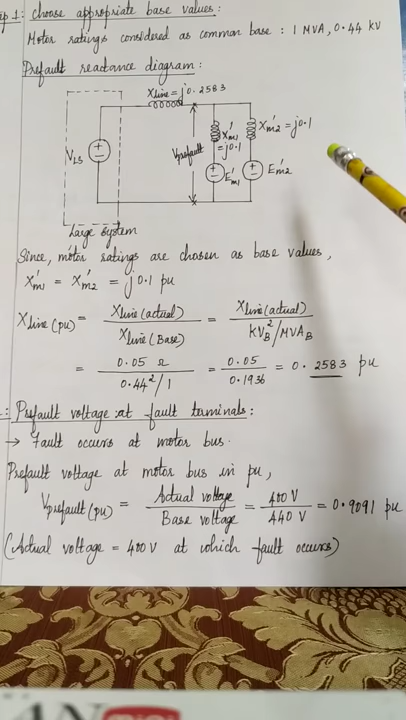 1: Choose appropriate base values:
Motor ratings considered as common base: 1 MVA, 0.44 kV
Prefault reactance diagram:
Xline = j0.2583
VLS
Vprefault
X'm1 = j0.1
X'm2 = j0.1
E'm1
E'm2
Large system
Since, motor ratings are chosen as base values,
X'm1 = X'm2 = j0.1 pu
Xline (pu) = Xline (actual) / Xline (Base) = Xline (actual) / KVB² / MVAB
= 0.05 Ω / 0.44²/1 = 0.05 / 0.1936 = 0.2583 pu
: Prefault voltage at fault terminals:
→ Fault occurs at motor bus.
Prefault voltage at motor bus in pu,
Vprefault (pu) = Actual voltage / Base voltage = 400 V / 440 V = 0.9091 pu
(Actual voltage = 400 V at which fault occurs)